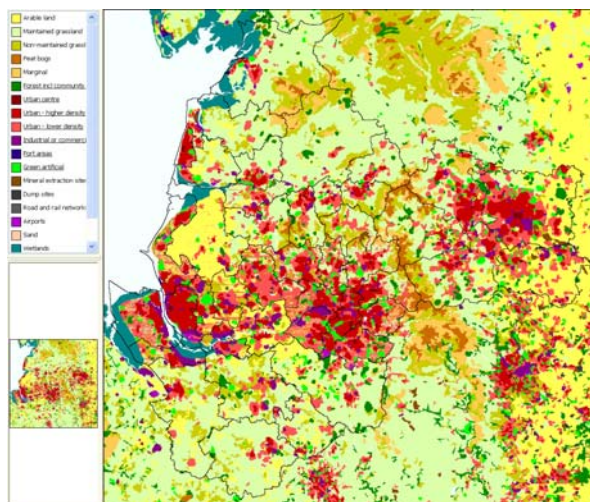 Arable land
Maintained grassland
Non-maintained grassl
Peat bogs
Marginal
Forest incl community
Urban centre
Urban - higher density
Urban - lower density
Industrial or commerci
Port areas
Green artificial
Mineral extraction sites
Dump sites
Road and rail networks
Airports
Sand
Wetlands